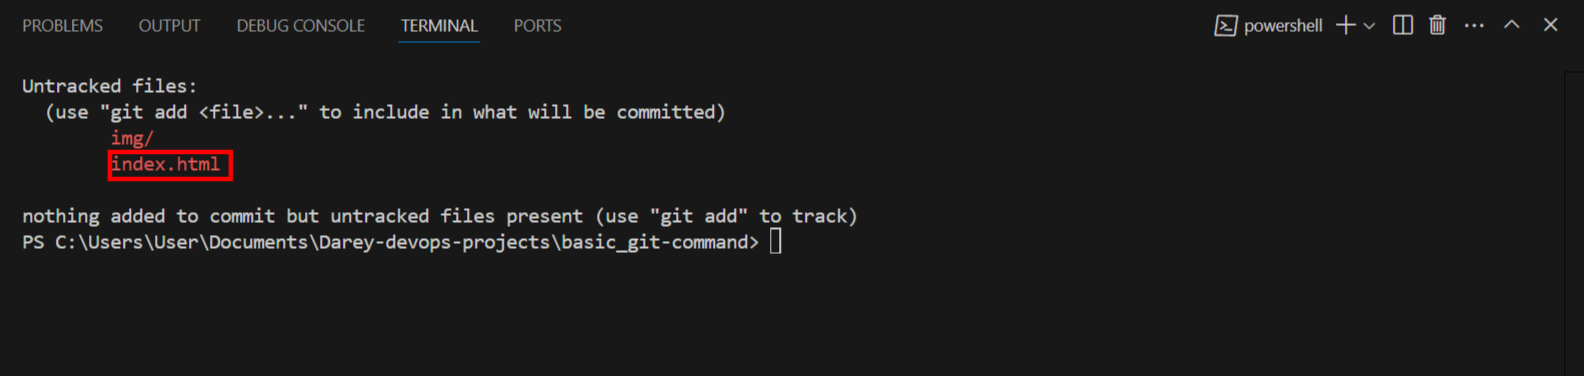 PROBLEMS OUTPUT DEBUG CONSOLE TERMINAL PORTS powershell
Untracked files:
(use "git add <file>..." to include in what will be committed)
img/
index.html
nothing added to commit but untracked files present (use "git add" to track)
PS C:\Users\User\Documents\Darey-devops-projects\basic_git-command>